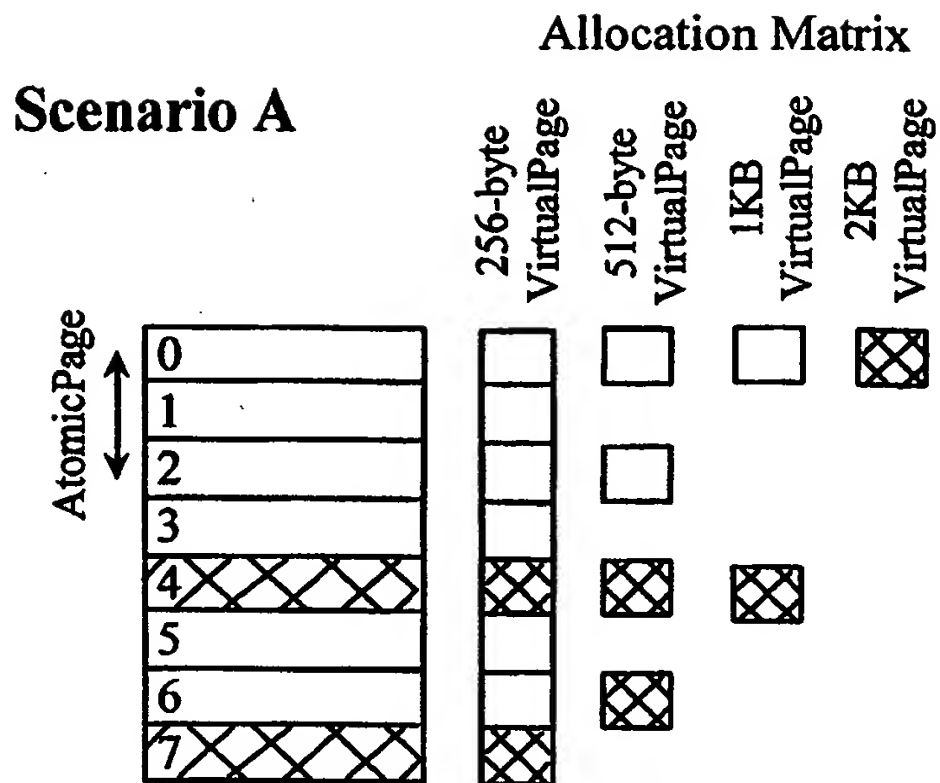 Allocation Matrix
Scenario A
256-byte
VirtualPage
512-byte
VirtualPage
1KB
VirtualPage
2KB
VirtualPage
AtomicPage
0
1
2
3
4
5
6
7